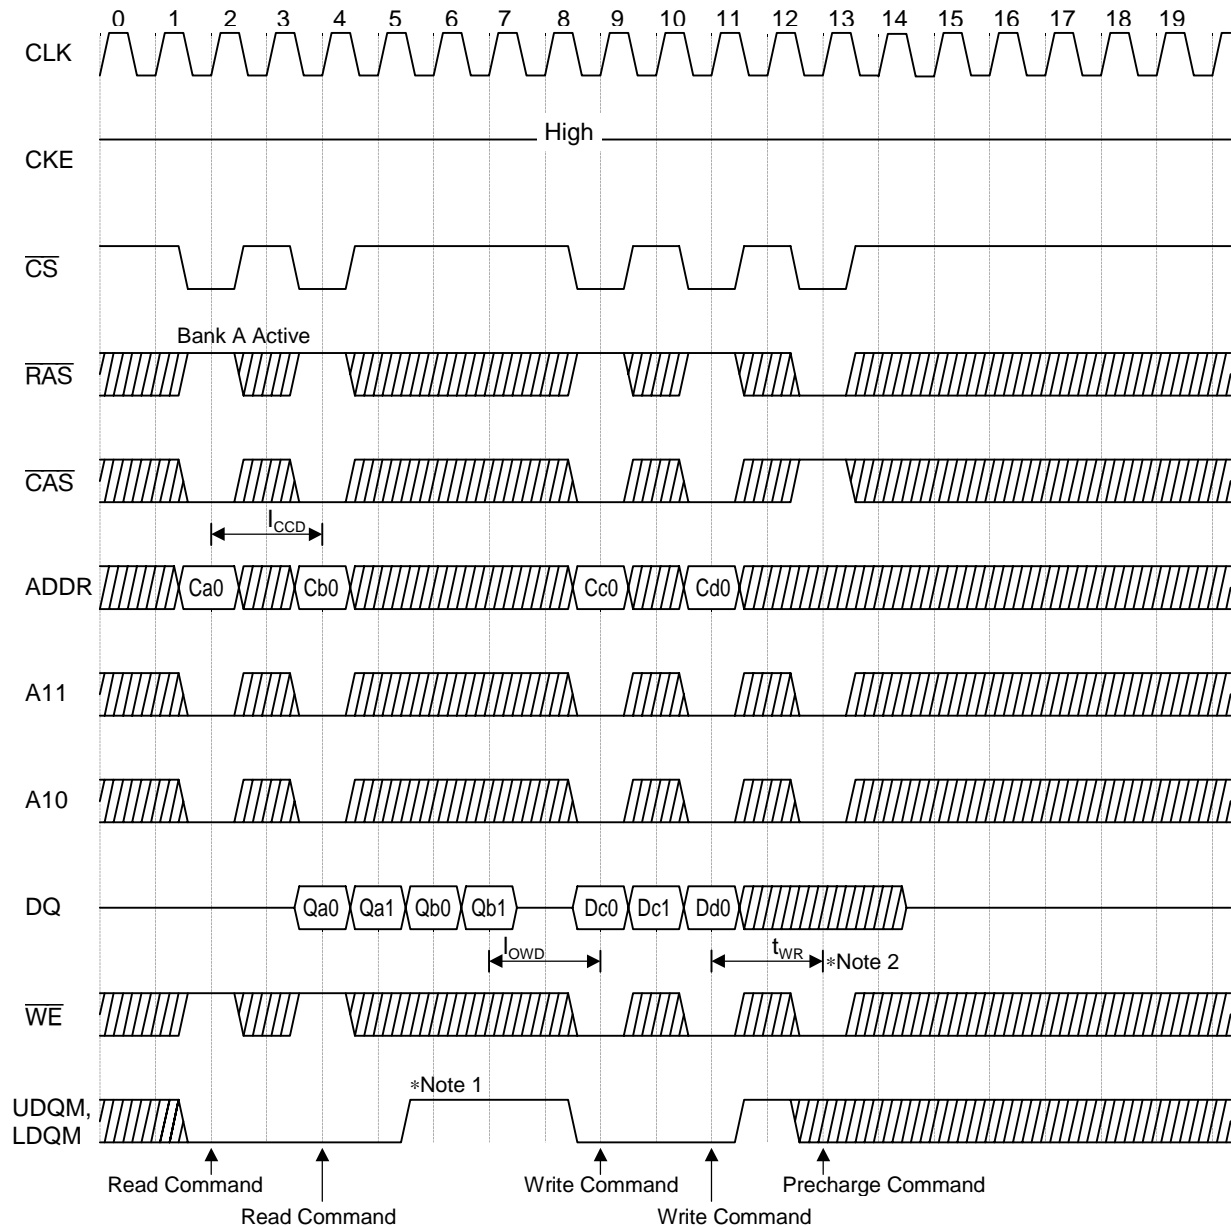 0 1 2 3 4 5 6 7 8 9 10 11 12 13 14 15 16 17 18 19
CLK
High
CKE
CS
Bank A Active
RAS
CAS
lCCD
ADDR Ca0 Cb0 Cc0 Cd0
A11
A10
DQ Qa0 Qa1 Qb0 Qb1 Dc0 Dc1 Dd0
lOWD tWR *Note 2
WE
*Note 1
UDQM,
LDQM
Read Command Write Command Precharge Command
Read Command Write Command